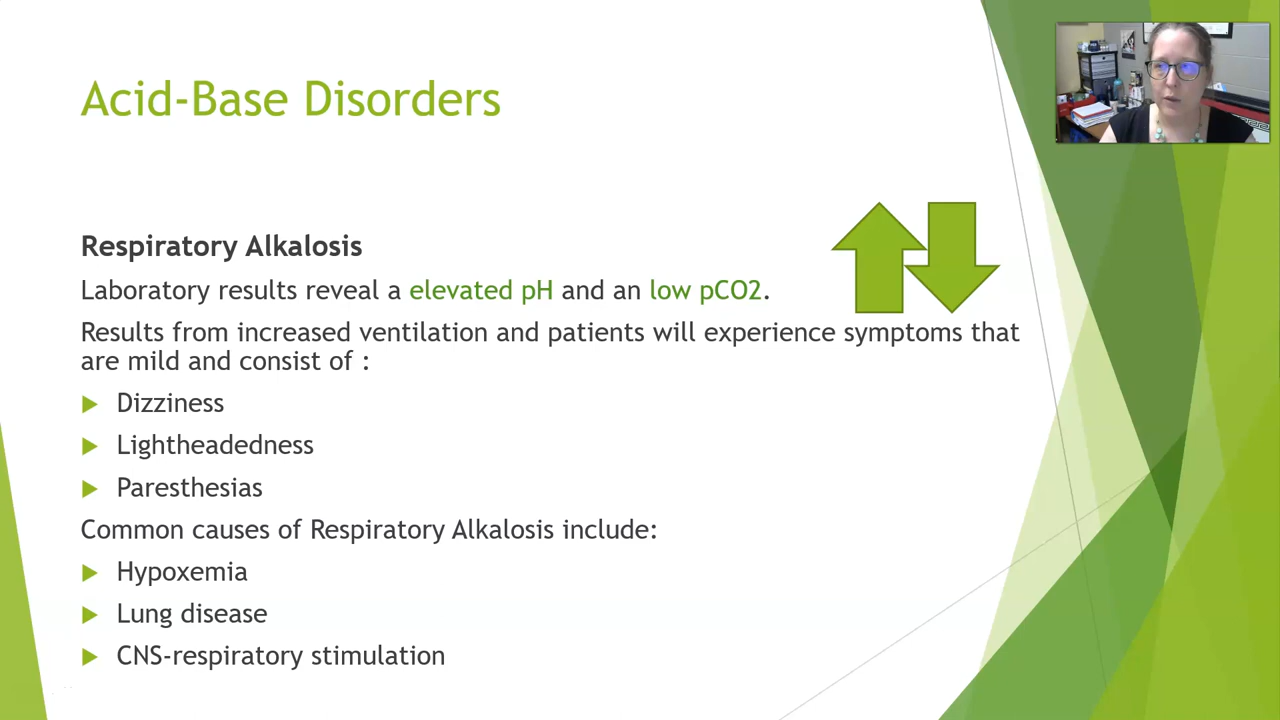 Acid-Base Disorders
Respiratory Alkalosis
Laboratory results reveal a elevated pH and an low pCO2.
Results from increased ventilation and patients will experience symptoms that
are mild and consist of :
Dizziness
Lightheadedness
Paresthesias
Common causes of Respiratory Alkalosis include:
Hypoxemia
Lung disease
CNS-respiratory stimulation